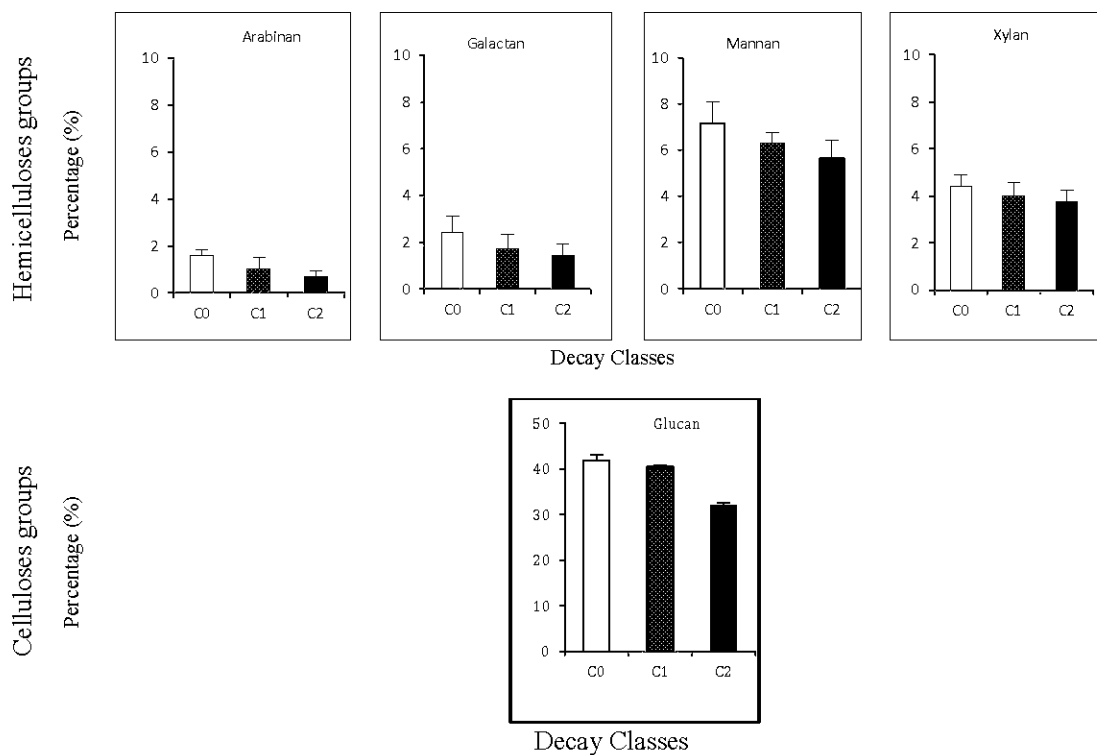 Hemicelluloses groups
Percentage (%)
Arabinan
10
8
6
4
2
0
C0 C1 C2
Galactan
10
8
6
4
2
0
C0 C1 C2
Mannan
10
8
6
4
2
0
C0 C1 C2
Xylan
10
8
6
4
2
0
C0 C1 C2
Decay Classes
Celluloses groups
Percentage (%)
Glucan
50
40
30
20
10
0
C0 C1 C2
Decay Classes